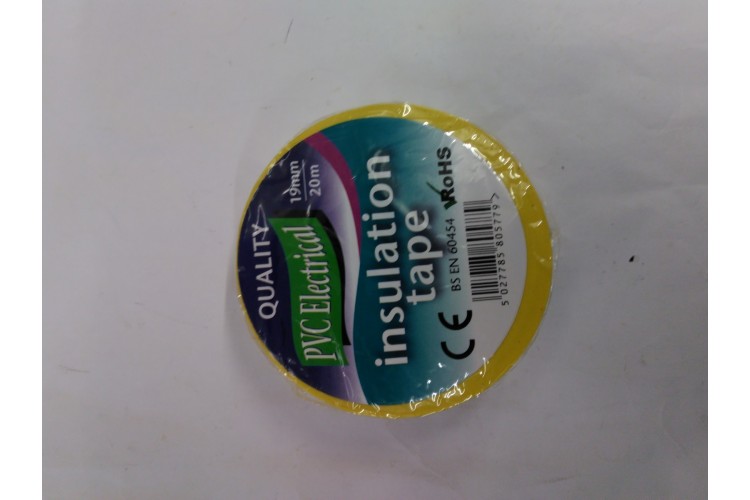 QUALITY
19mm
20m
PVC Electrical
insulation
tape
CE BS EN 60454 RoHS
5 027785 805779